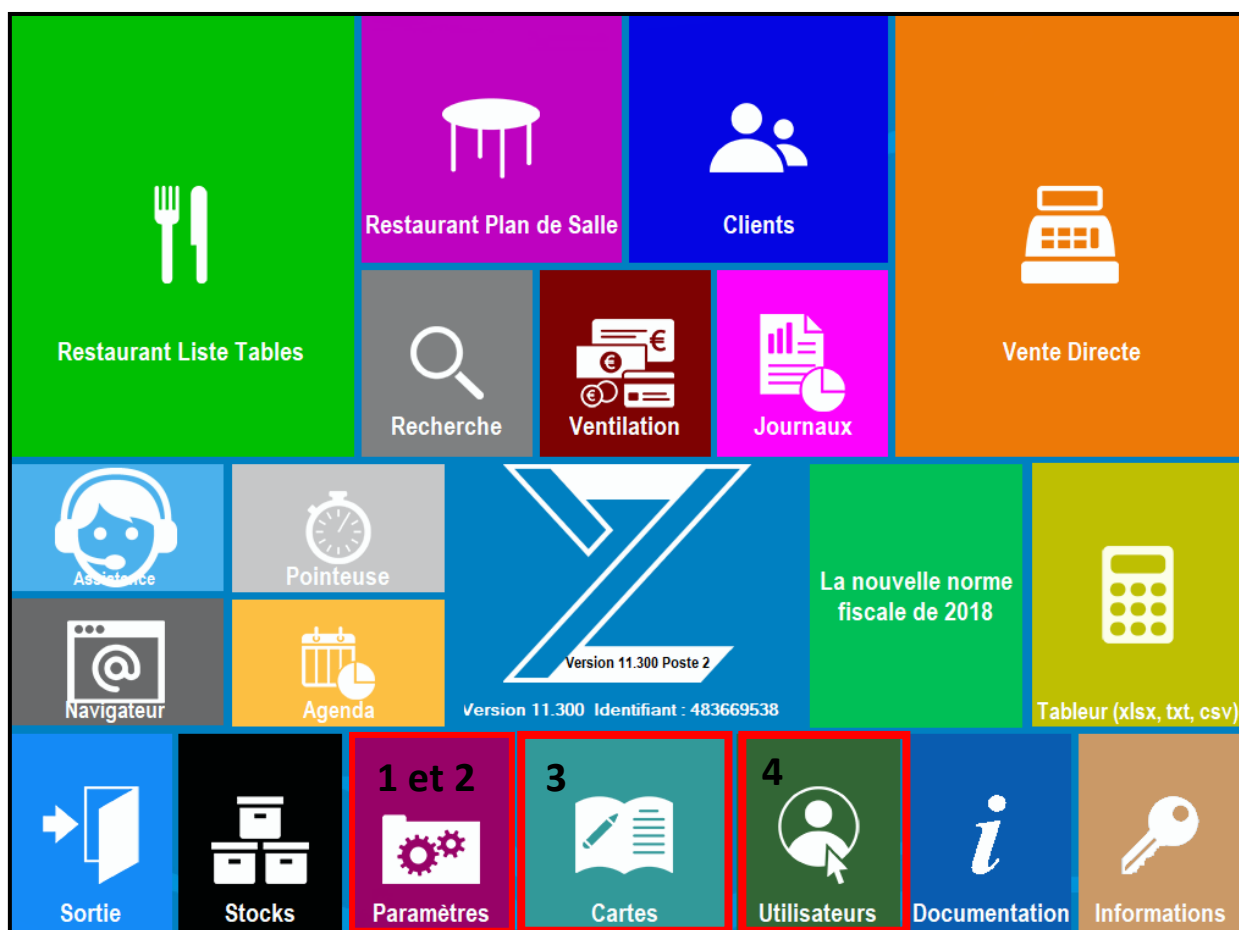 Restaurant Liste Tables
Restaurant Plan de Salle
Clients
Vente Directe
Recherche
Ventilation
Journaux
Assistence
Pointeuse
Navigateur
Agenda
Version 11.300 Poste 2
Version 11.300 Identifiant : 483669538
La nouvelle norme
fiscale de 2018
Tableur (xlsx, txt, csv)
Sortie
Stocks
1 et 2
Paramètres
3
Cartes
4
Utilisateurs
Documentation
Informations